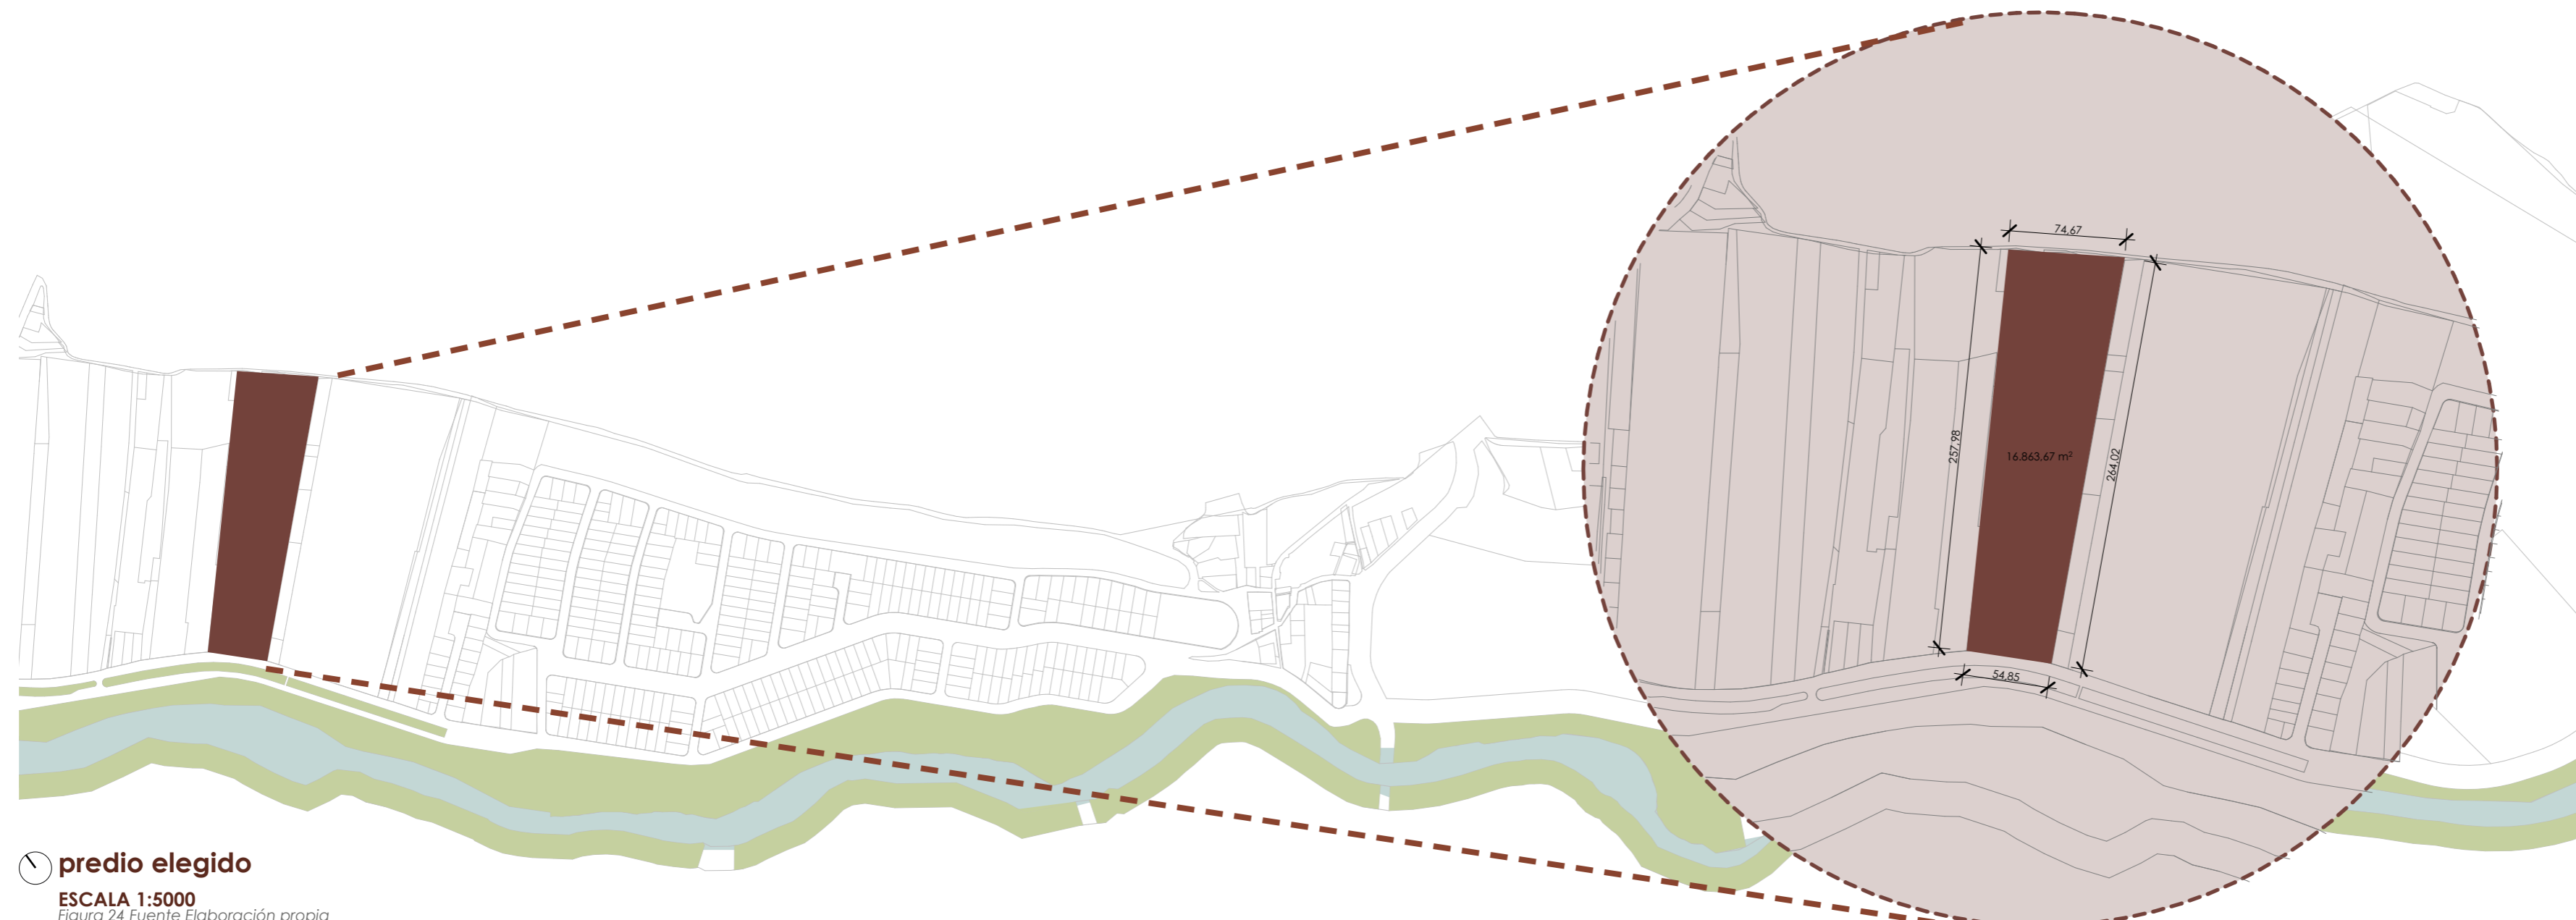 74,67
257,98
16.863,67 m²
264,02
54,85
predio elegido
ESCALA 1:5000
Figura 24 Fuente Elaboración propia